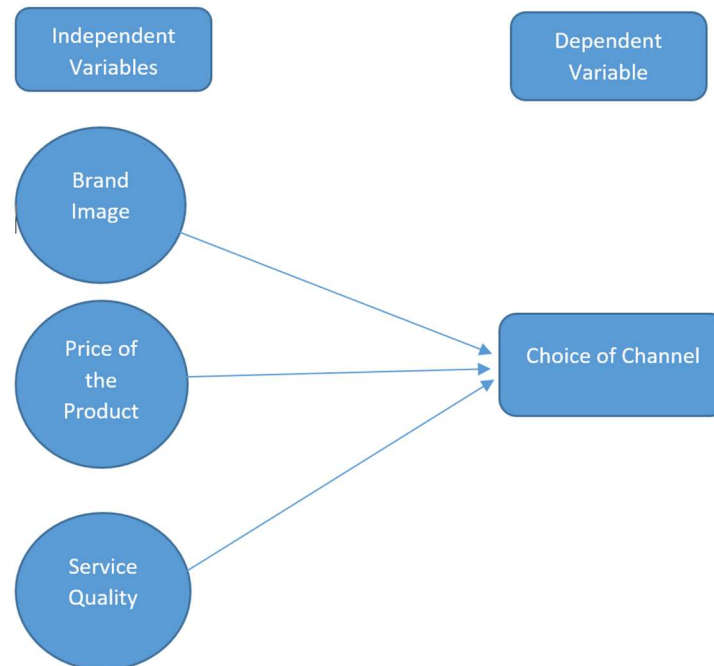 Independent
Variables
Dependent
Variable
Brand
Image
Price of
the
Product
Choice of Channel
Service
Quality